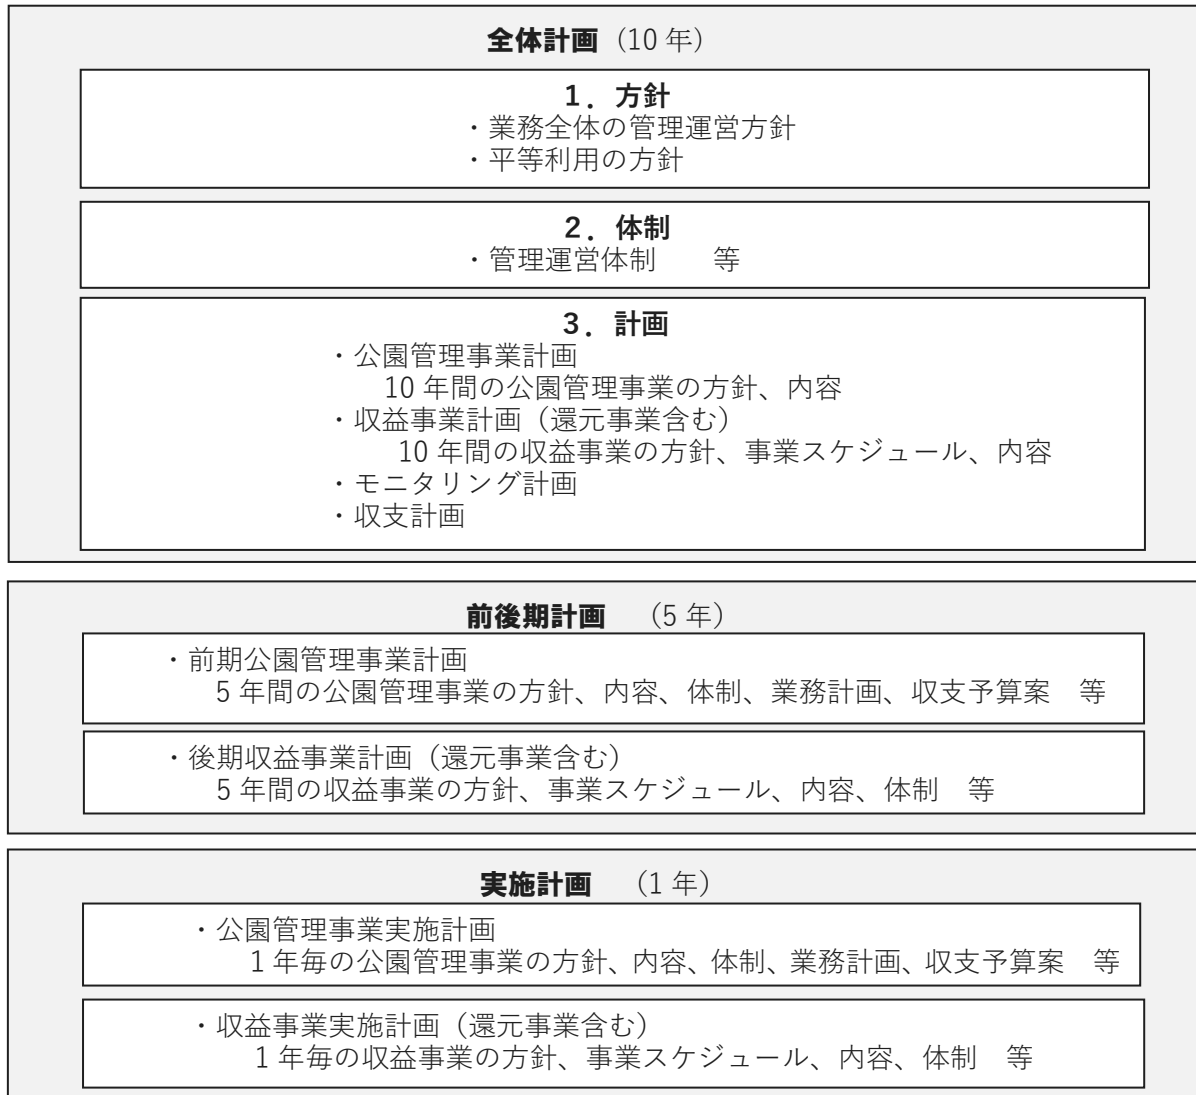 全体計画（10 年）
１．方針
・業務全体の管理運営方針
・平等利用の方針
２．体制
・管理運営体制　　等
３．計画
・公園管理事業計画
10 年間の公園管理事業の方針、内容
・収益事業計画（還元事業含む）
10 年間の収益事業の方針、事業スケジュール、内容
・モニタリング計画
・収支計画
前後期計画　（5 年）
・前期公園管理事業計画
5 年間の公園管理事業の方針、内容、体制、業務計画、収支予算案　等
・後期収益事業計画（還元事業含む）
5 年間の収益事業の方針、事業スケジュール、内容、体制　等
実施計画　（1 年）
・公園管理事業実施計画
1 年毎の公園管理事業の方針、内容、体制、業務計画、収支予算案　等
・収益事業実施計画（還元事業含む）
1 年毎の収益事業の方針、事業スケジュール、内容、体制　等